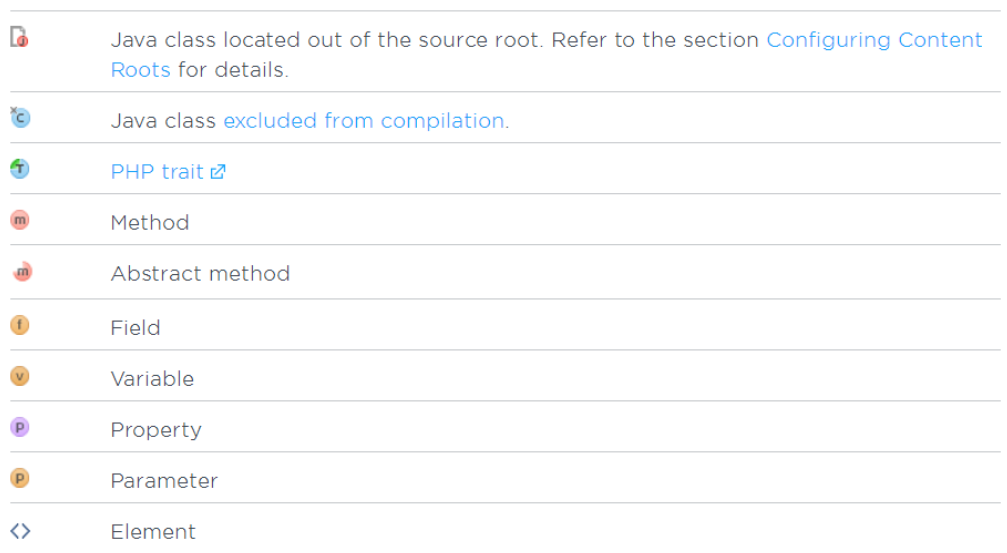 J
Java class located out of the source root. Refer to the section Configuring Content
Roots for details.
C
Java class excluded from compilation.
T
PHP trait
m
Method
m
Abstract method
f
Field
v
Variable
p
Property
p
Parameter
<>
Element